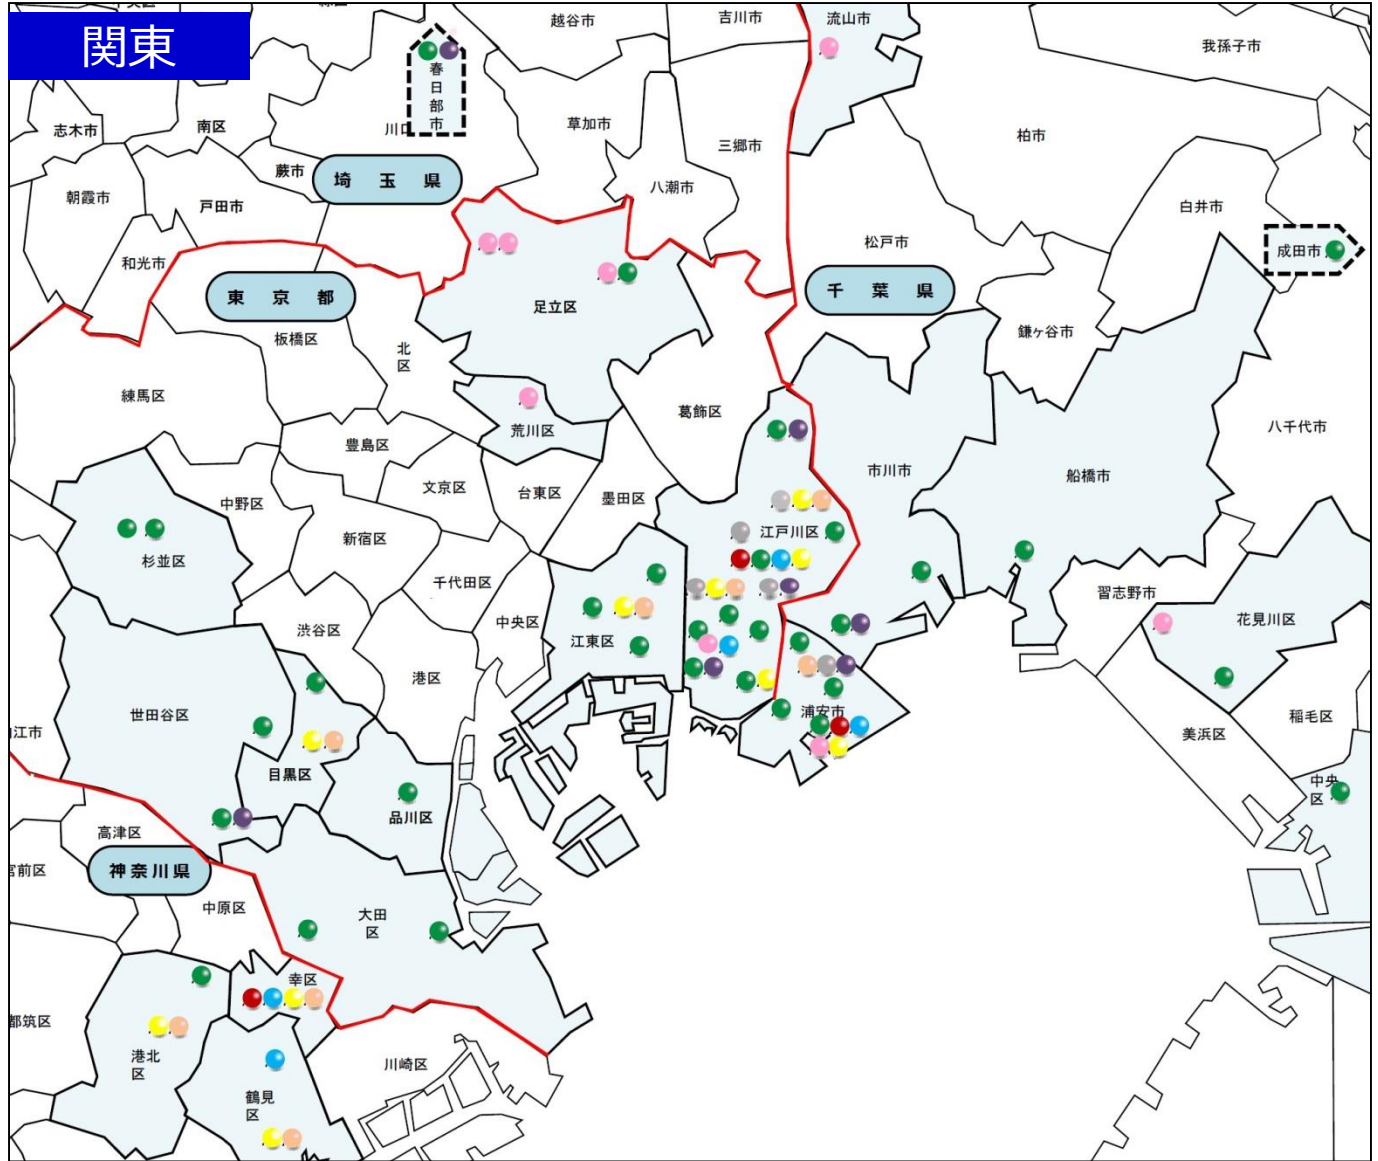 関東
越谷市
吉川市
流山市
我孫子市
春日部市
志木市
南区
川口
草加市
三郷市
柏市
蕨市
埼玉県
八潮市
朝霞市
戸田市
白井市
和光市
松戸市
成田市
東京都
千葉県
足立区
板橋区
北区
鎌ヶ谷市
練馬区
葛飾区
荒川区
豊島区
八千代市
文京区
台東区
墨田区
市川市
船橋市
中野区
新宿区
江戸川区
杉並区
千代田区
習志野市
渋谷区
中央区
江東区
花見川区
港区
世田谷区
浦安市
稲毛区
江市
美浜区
目黒区
中央区
品川区
高津区
宮前区
神奈川県
中原区
大田区
幸区
都筑区
港北区
川崎区
鶴見区